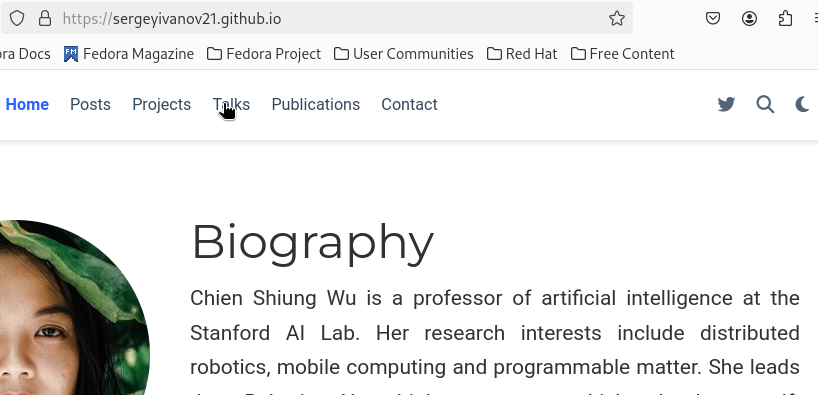 https://sergeyivanov21.github.io
ra Docs Fedora Magazine Fedora Project User Communities Red Hat Free Content
Home Posts Projects Talks Publications Contact
Biography
Chien Shiung Wu is a professor of artificial intelligence at the
Stanford AI Lab. Her research interests include distributed
robotics, mobile computing and programmable matter. She leads